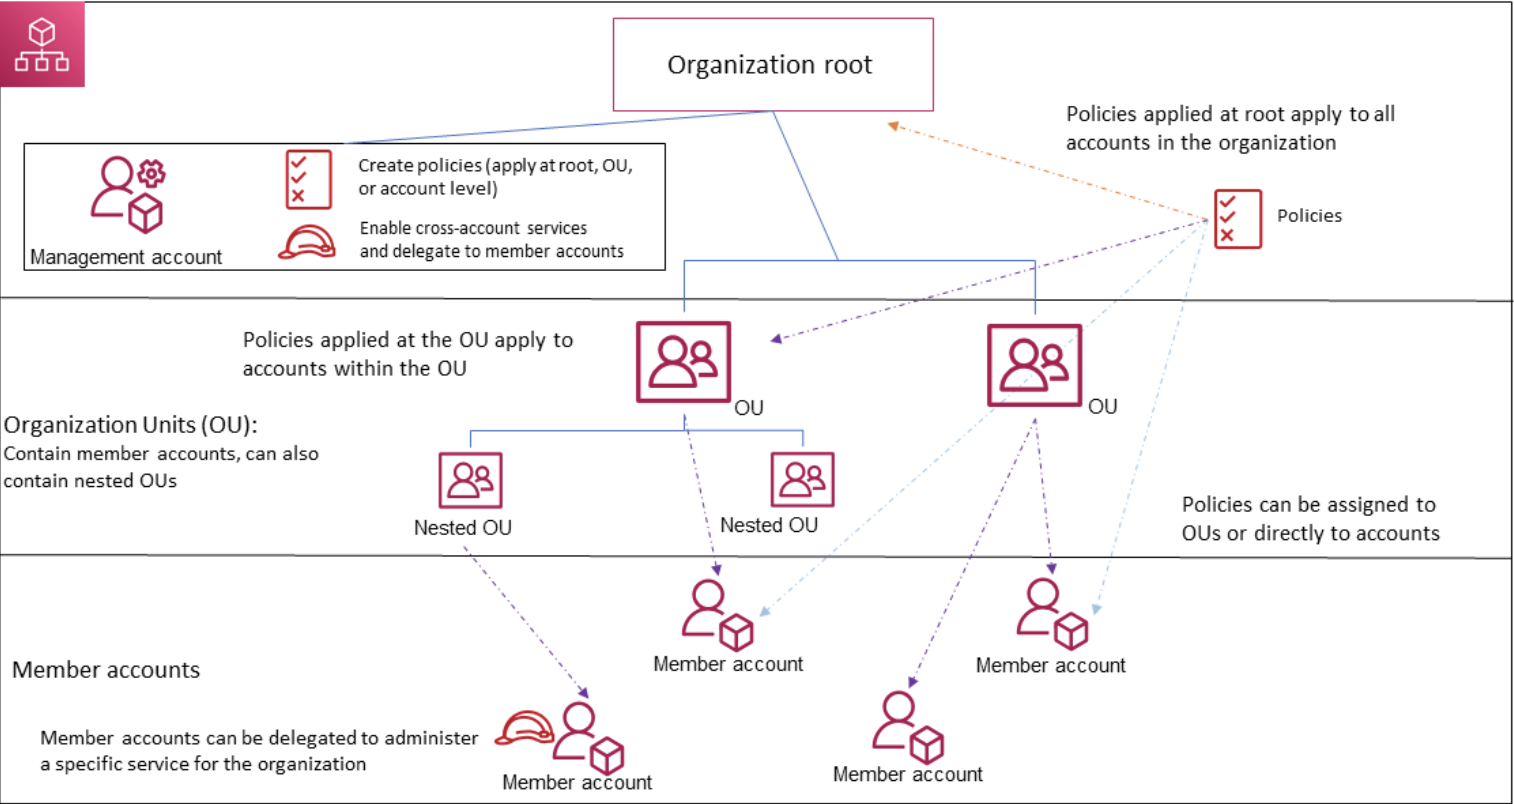 Organization root
Policies applied at root apply to all
accounts in the organization
Create policies (apply at root, OU,
or account level)
Policies
Enable cross-account services
and delegate to member accounts
Management account
Policies applied at the OU apply to
accounts within the OU
OU
OU
Organization Units (OU):
Contain member accounts, can also
contain nested OUs
Nested OU
Nested OU
Policies can be assigned to
OUs or directly to accounts
Member accounts
Member account
Member account
Member accounts can be delegated to administer
a specific service for the organization
Member account
Member account